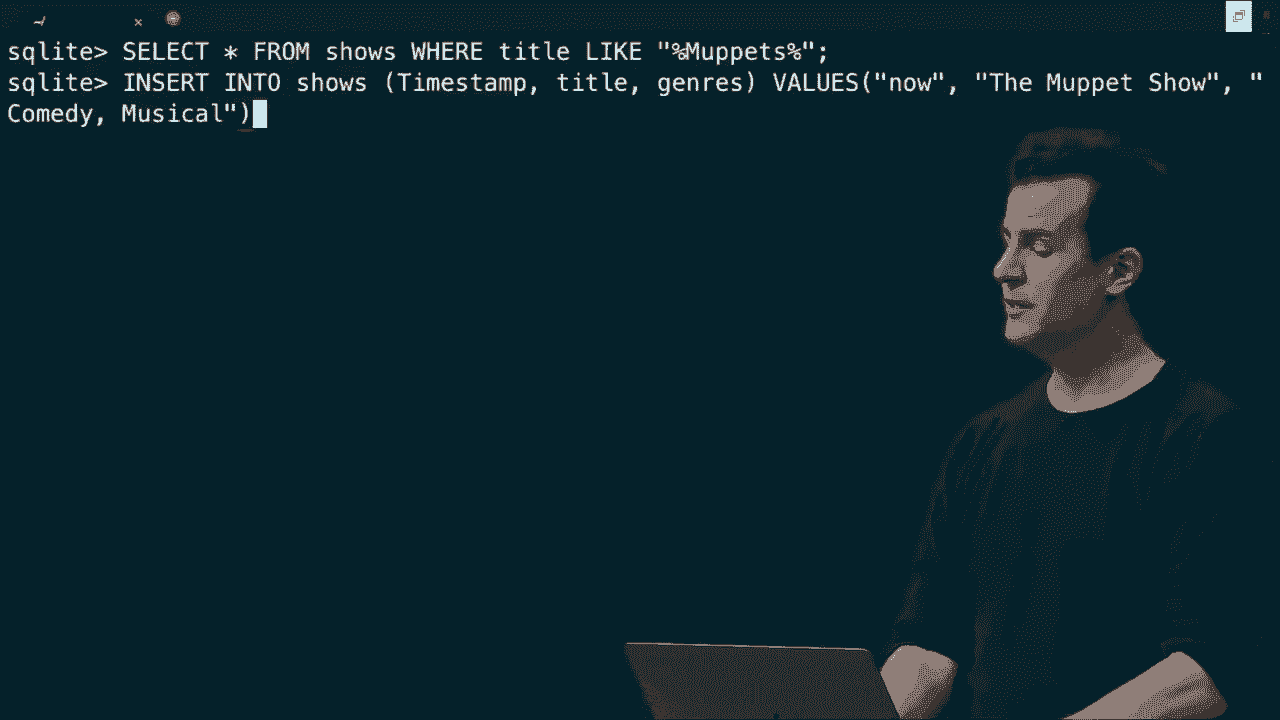 sqlite> SELECT * FROM shows WHERE title LIKE "%Muppets%";
sqlite> INSERT INTO shows (Timestamp, title, genres) VALUES("now", "The Muppet Show", "
Comedy, Musical")